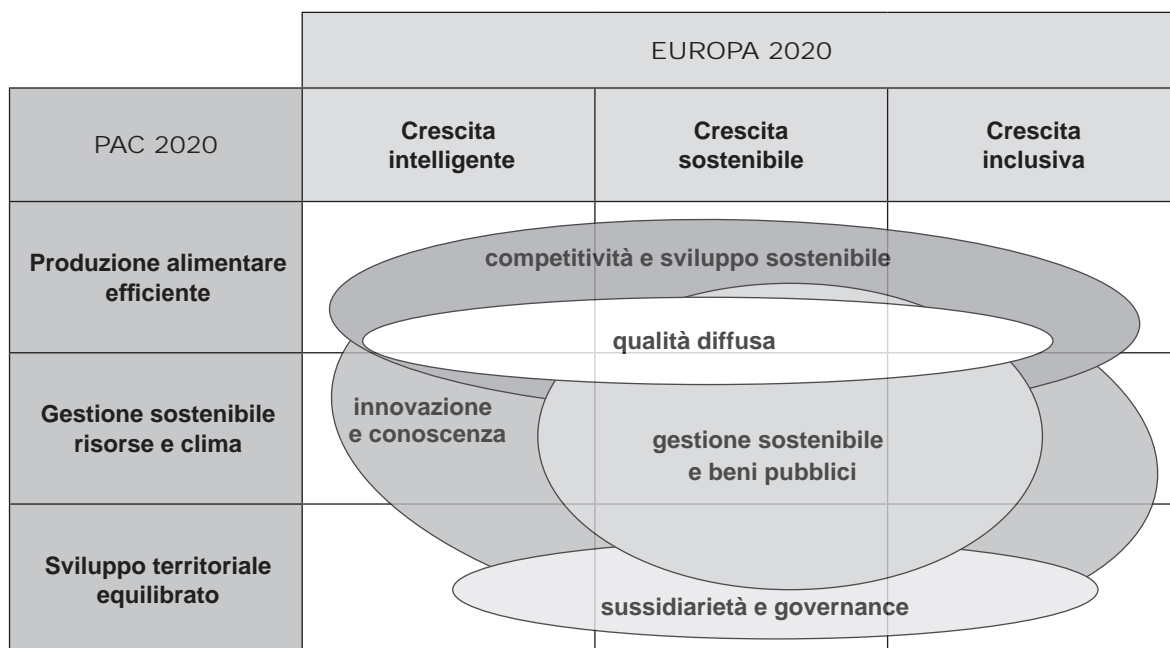 EUROPA 2020
PAC 2020
Crescita
intelligente
Crescita
sostenibile
Crescita
inclusiva
Produzione alimentare
efficiente
competitività e sviluppo sostenibile
qualità diffusa
Gestione sostenibile
risorse e clima
innovazione
e conoscenza
gestione sostenibile
e beni pubblici
Sviluppo territoriale
equilibrato
sussidiarietà e governance